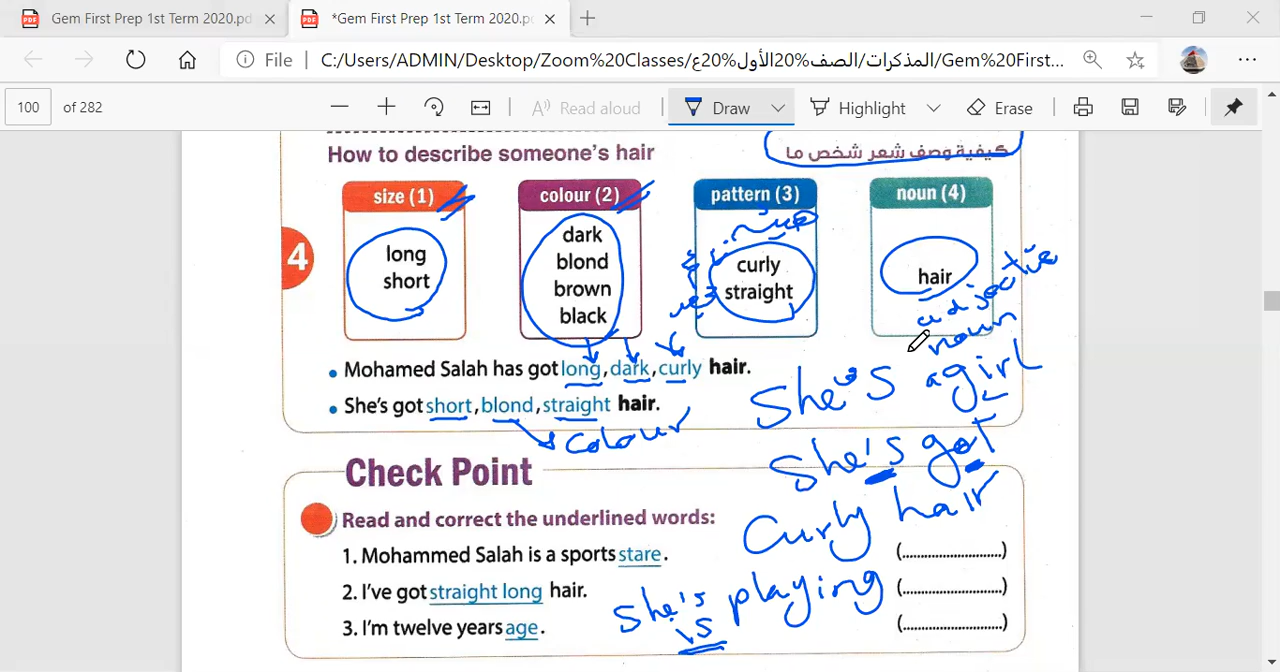 Gem First Prep 1st Term 2020.pd
*Gem First Prep 1st Term 2020.pd
File
C:/Users/ADMIN/Desktop/Zoom%20Classes/المذكرات/الصف%20الأول%20ع/Gem%20First...
100 of 282
Read aloud
Draw
Highlight
Erase
How to describe someone's hair
كيفية وصف شعر شخص ما
size (1)
colour (2)
pattern (3)
noun (4)
4
long
short
dark
blond
brown
black
curly
straight
hair
adjective
noun
Mohamed Salah has got long, dark, curly hair.
She's got short, blond, straight hair.
colour
She's a girl
She's got
curly hair
She's playing
is
Check Point
Read and correct the underlined words:
1. Mohammed Salah is a sports stare. (........................)
2. I've got straight long hair. (........................)
3. I'm twelve years age. (........................)